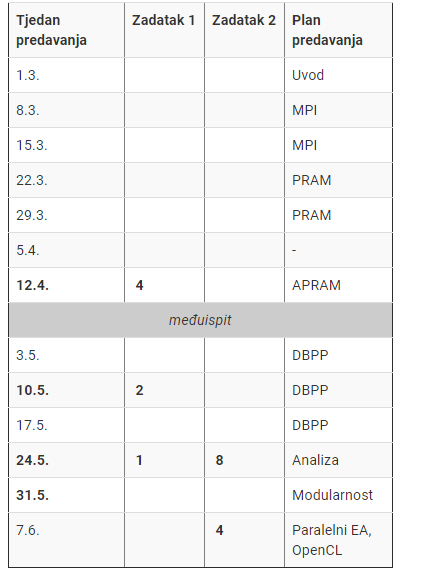 Tjedan predavanja Zadatak 1 Zadatak 2 Plan predavanja
1.3. Uvod
8.3. MPI
15.3. MPI
22.3. PRAM
29.3. PRAM
5.4. -
12.4. 4 APRAM
međuispit
3.5. DBPP
10.5. 2 DBPP
17.5. DBPP
24.5. 1 8 Analiza
31.5. Modularnost
7.6. 4 Paralelni EA,
OpenCL